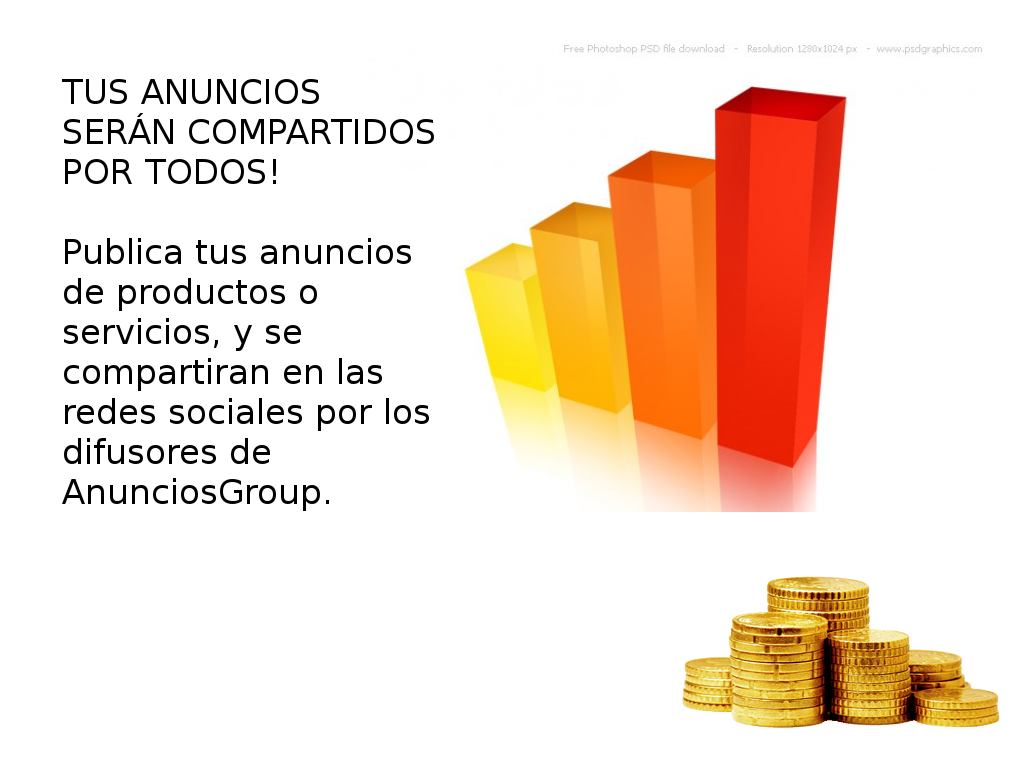 Free Photoshop PSD file download - Resolution 1280x1024 px - www.psdgraphics.com
TUS ANUNCIOS
SERÁN COMPARTIDOS
POR TODOS!
Publica tus anuncios
de productos o
servicios, y se
compartiran en las
redes sociales por los
difusores de
AnunciosGroup.